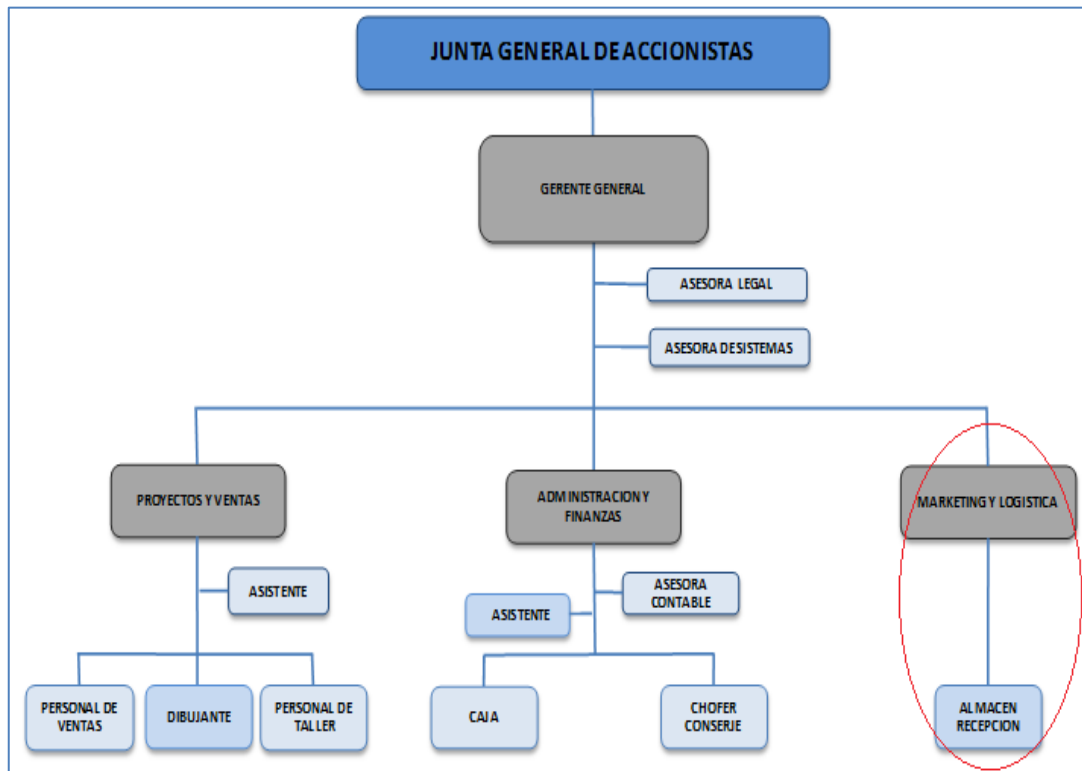 JUNTA GENERAL DE ACCIONISTAS
GERENTE GENERAL
ASESORA LEGAL
ASESORA DE SISTEMAS
PROYECTOS Y VENTAS
ADMINISTRACION Y
FINANZAS
MARKETING Y LOGISTICA
ASISTENTE
ASISTENTE
ASESORA
CONTABLE
PERSONAL DE
VENTAS
DIBUJANTE
PERSONAL DE
TALLER
CAJA
CHOFER
CONSERJE
ALMACEN
RECEPCION